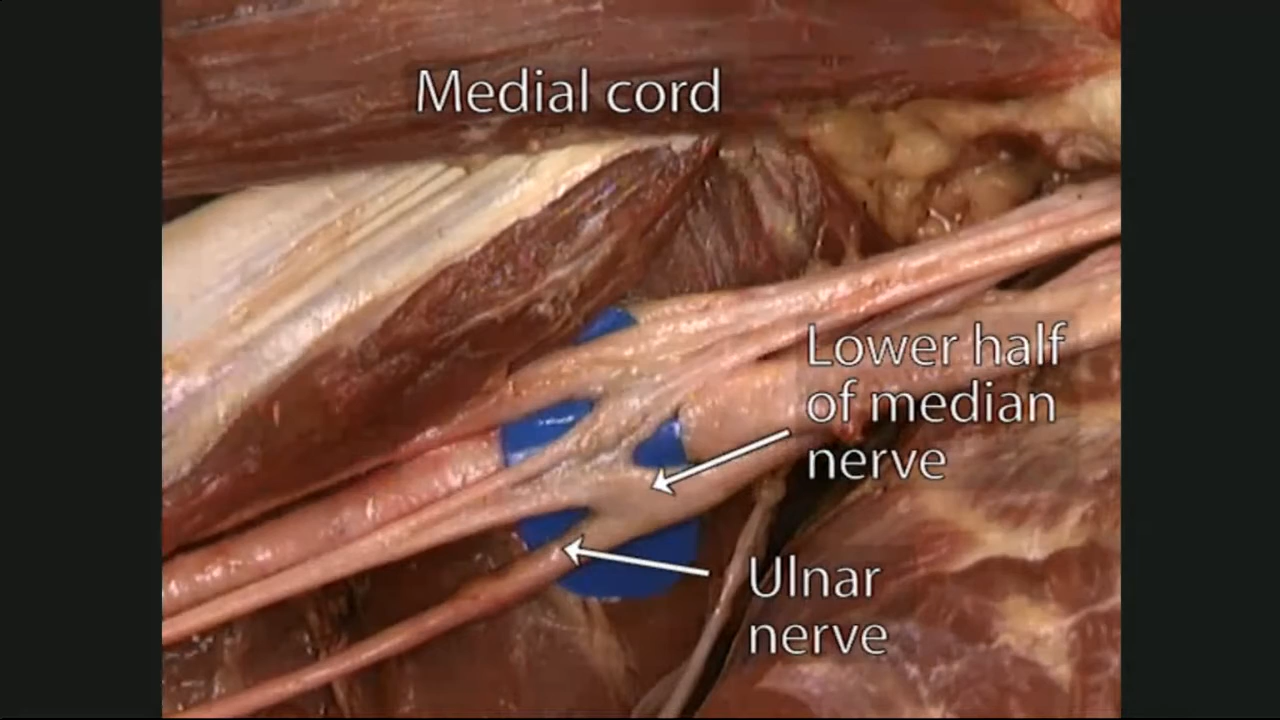 Medial cord
Lower half
of median
nerve
Ulnar
nerve